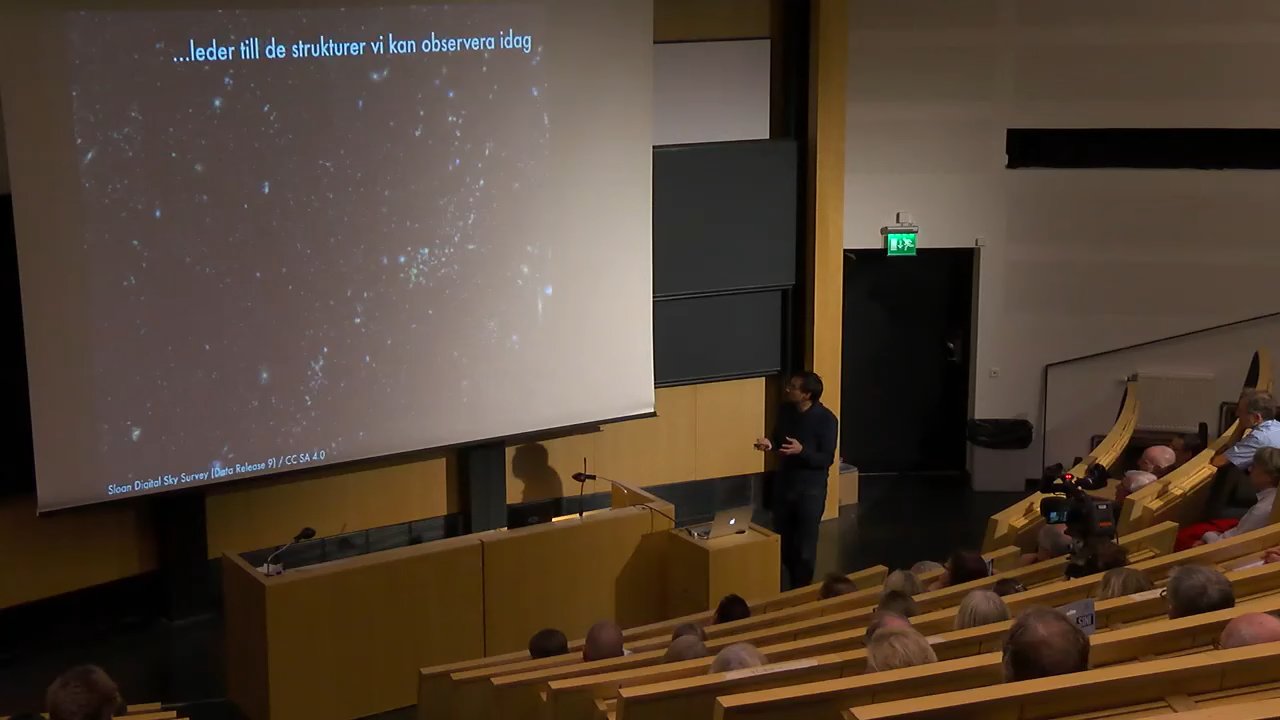 ...leder till de strukturer vi kan observera idag
Sloan Digital Sky Survey (Data Release 9) / CC SA 4.0